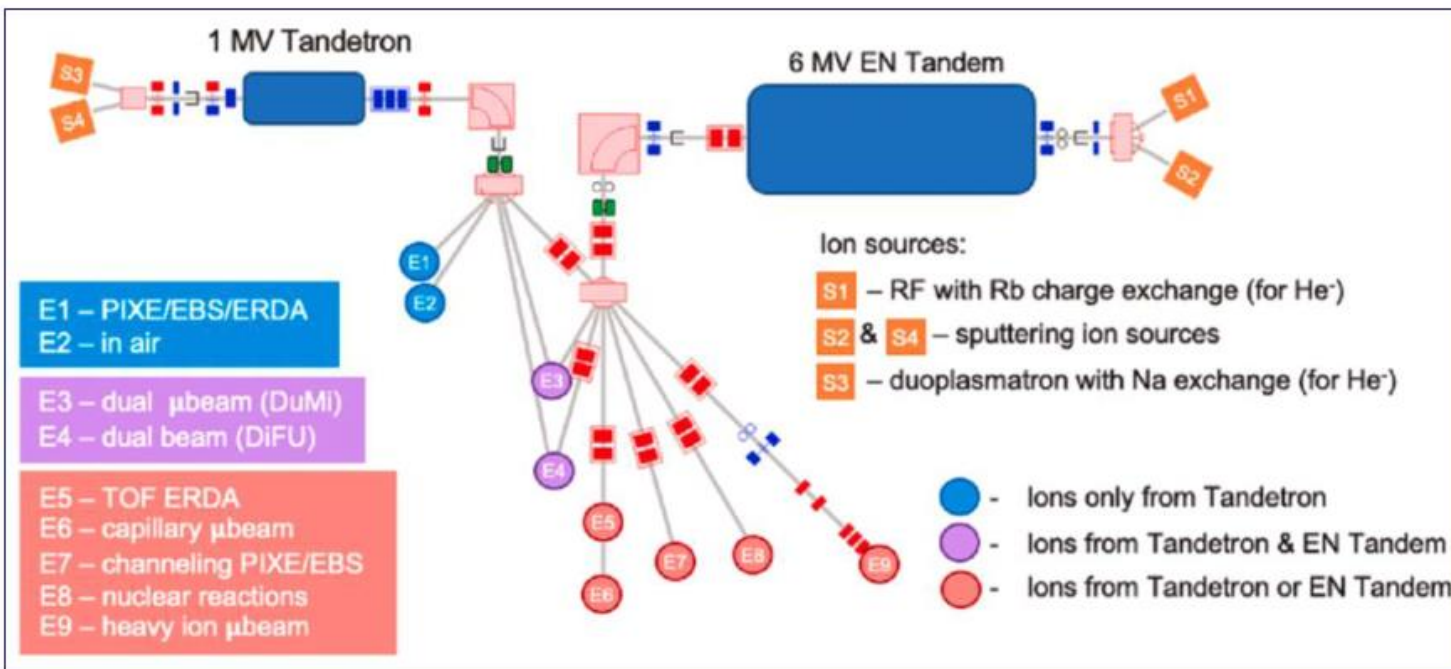 1 MV Tandetron
6 MV EN Tandem
S3
S4
S1
S2
Ion sources:
S1 – RF with Rb charge exchange (for He⁻)
S2 & S4 – sputtering ion sources
S3 – duoplasmatron with Na exchange (for He⁻)
E1
E2
E3
E4
E5
E6
E7
E8
E9
E1 – PIXE/EBS/ERDA
E2 – in air
E3 – dual μbeam (DuMi)
E4 – dual beam (DiFU)
E5 – TOF ERDA
E6 – capillary μbeam
E7 – channeling PIXE/EBS
E8 – nuclear reactions
E9 – heavy ion μbeam
- Ions only from Tandetron
- Ions from Tandetron & EN Tandem
- Ions from Tandetron or EN Tandem